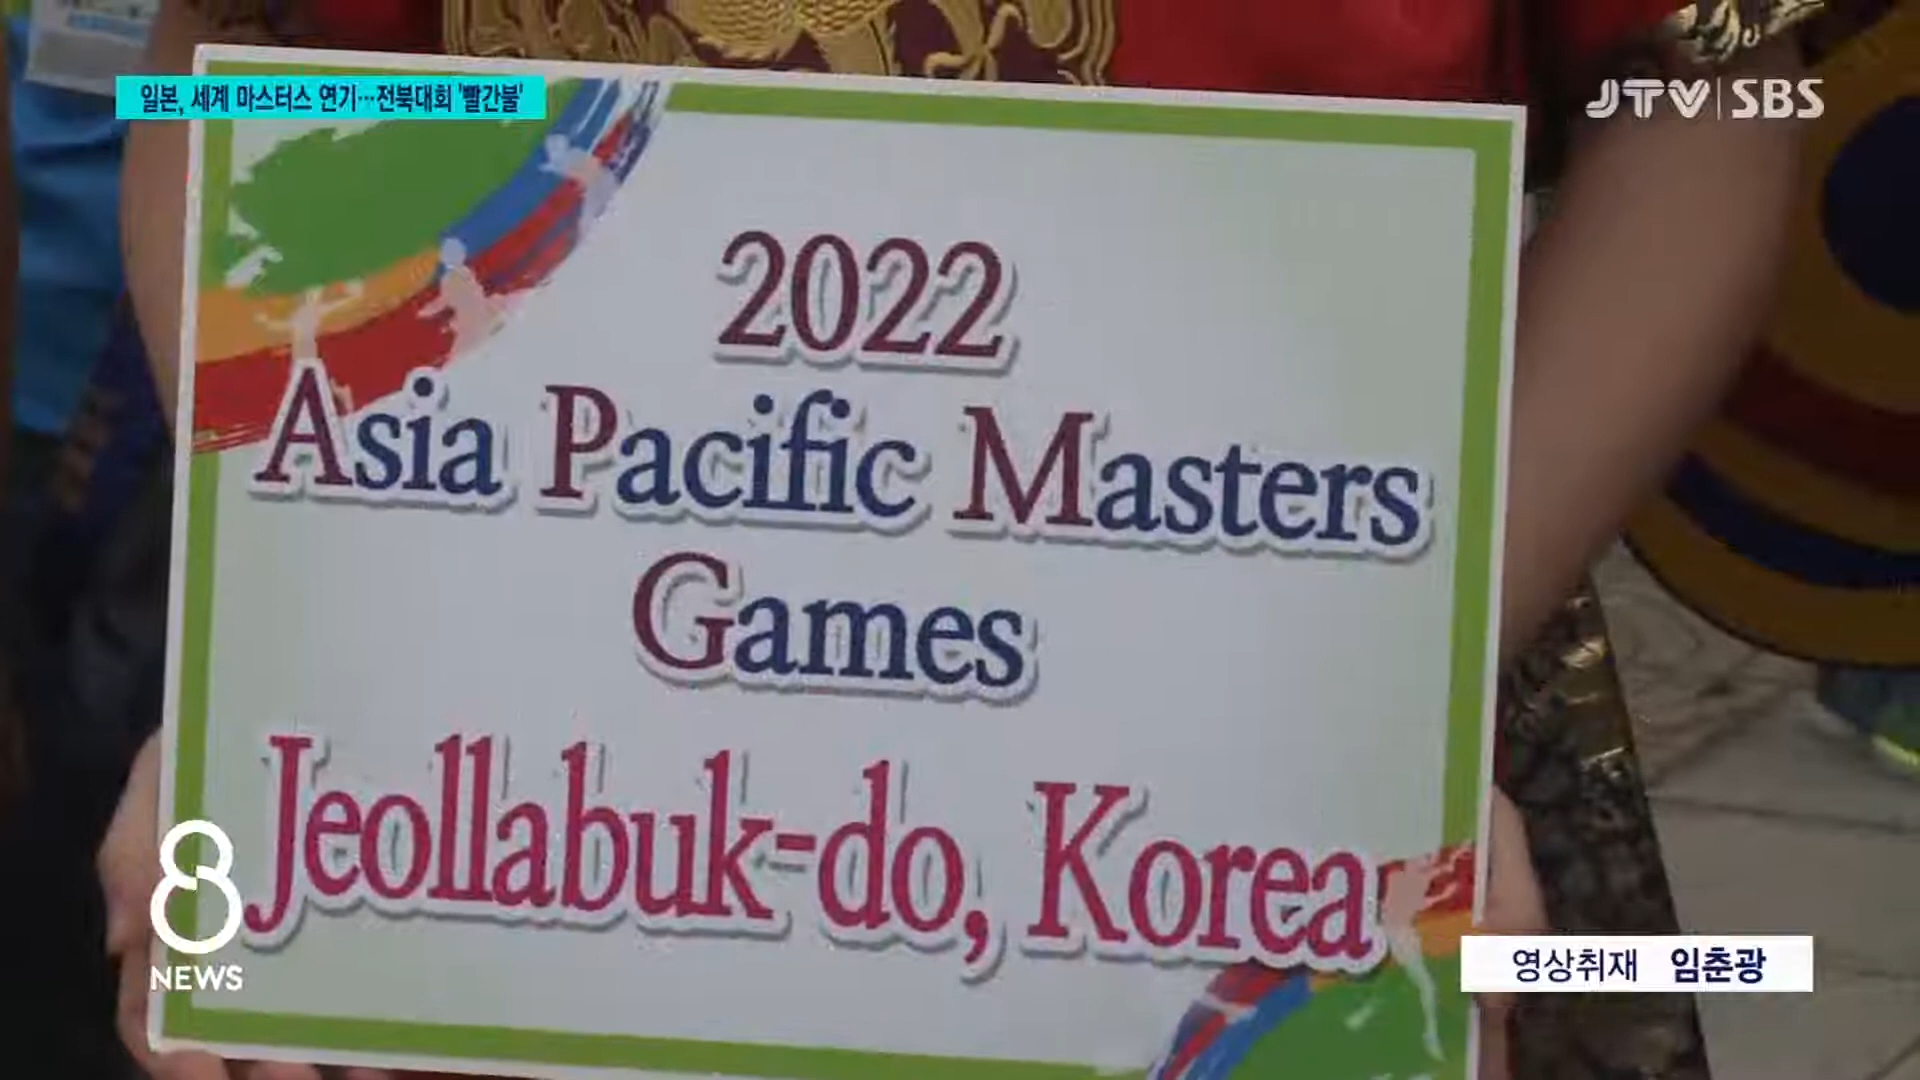 일본, 세계 마스터스 연기…전북대회 '빨간불'
JTV SBS
2022
Asia Pacific Masters
Games
Jeollabuk-do, Korea
8
NEWS
영상취재 임춘광